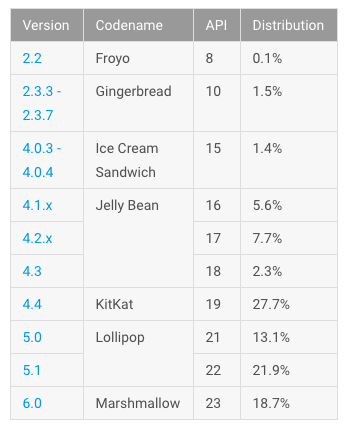 Version Codename API Distribution
2.2 Froyo 8 0.1%
2.3.3 - Gingerbread 10 1.5%
2.3.7
4.0.3 - Ice Cream 15 1.4%
4.0.4 Sandwich
4.1.x Jelly Bean 16 5.6%
4.2.x 17 7.7%
4.3 18 2.3%
4.4 KitKat 19 27.7%
5.0 Lollipop 21 13.1%
5.1 22 21.9%
6.0 Marshmallow 23 18.7%